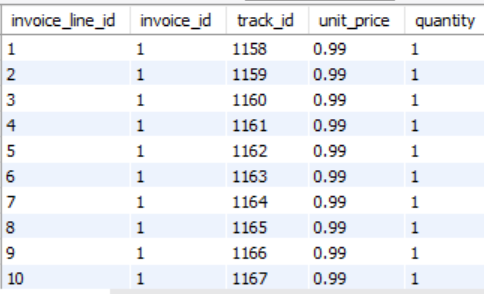 invoice_line_id invoice_id track_id unit_price quantity
1 1 1158 0.99 1
2 1 1159 0.99 1
3 1 1160 0.99 1
4 1 1161 0.99 1
5 1 1162 0.99 1
6 1 1163 0.99 1
7 1 1164 0.99 1
8 1 1165 0.99 1
9 1 1166 0.99 1
10 1 1167 0.99 1